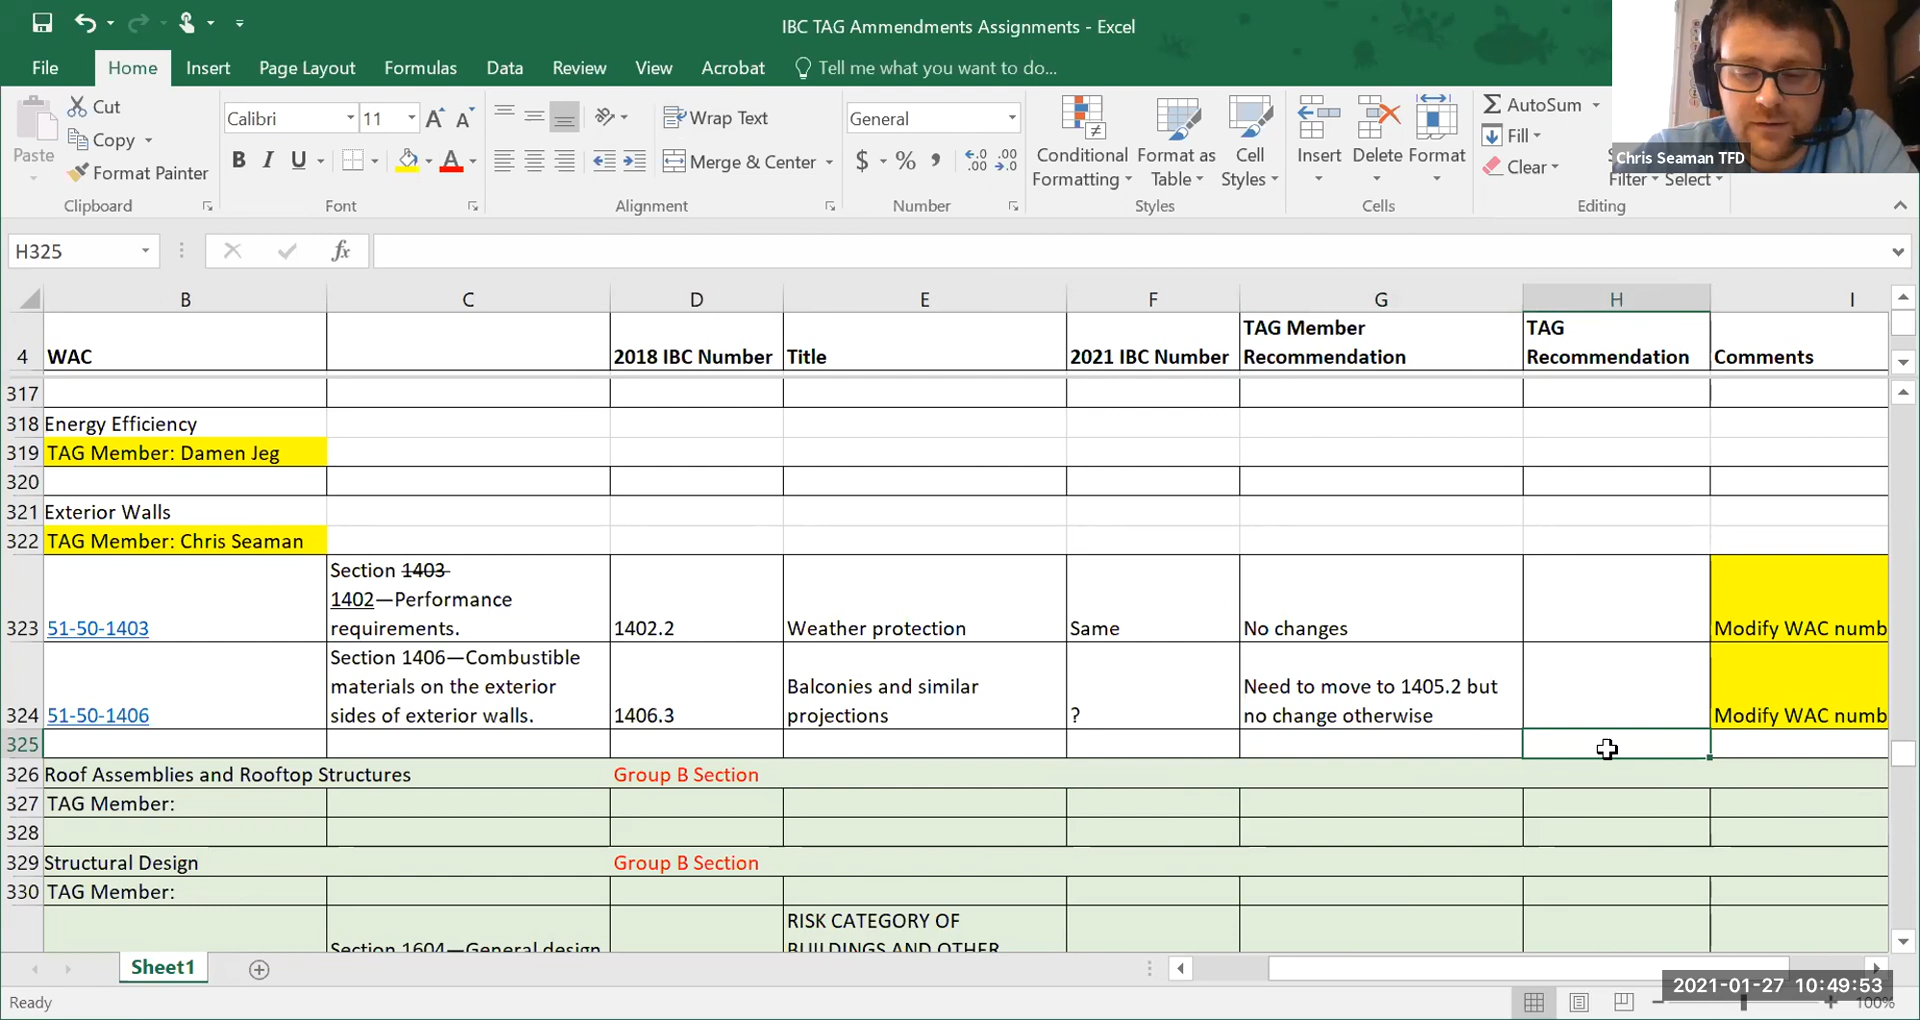 IBC TAG Ammendments Assignments - Excel
File Home Insert Page Layout Formulas Data Review View Acrobat Tell me what you want to do...
Paste
Cut
Copy
Format Painter
Clipboard
Calibri 11
B I U
Font
Wrap Text
Merge & Center
Alignment
General
$ % ,
Number
Conditional Formatting
Format as Table
Cell Styles
Styles
Insert Delete Format
Cells
AutoSum
Fill
Clear
Filter Select
Editing
Chris Seaman TFD
H325
fx
B C D E F G H I
4 WAC 2018 IBC Number Title 2021 IBC Number TAG Member Recommendation TAG Recommendation Comments
317
318 Energy Efficiency
319 TAG Member: Damen Jeg
320
321 Exterior Walls
322 TAG Member: Chris Seaman
323 51-50-1403 Section 1403 1402—Performance requirements. 1402.2 Weather protection Same No changes Modify WAC numb
324 51-50-1406 Section 1406—Combustible materials on the exterior sides of exterior walls. 1406.3 Balconies and similar projections ? Need to move to 1405.2 but no change otherwise Modify WAC numb
325
326 Roof Assemblies and Rooftop Structures Group B Section
327 TAG Member:
328
329 Structural Design Group B Section
330 TAG Member:
Section 1604—General design RISK CATEGORY OF BUILDINGS AND OTHER
Sheet1
2021-01-27 10:49:53
Ready
100%